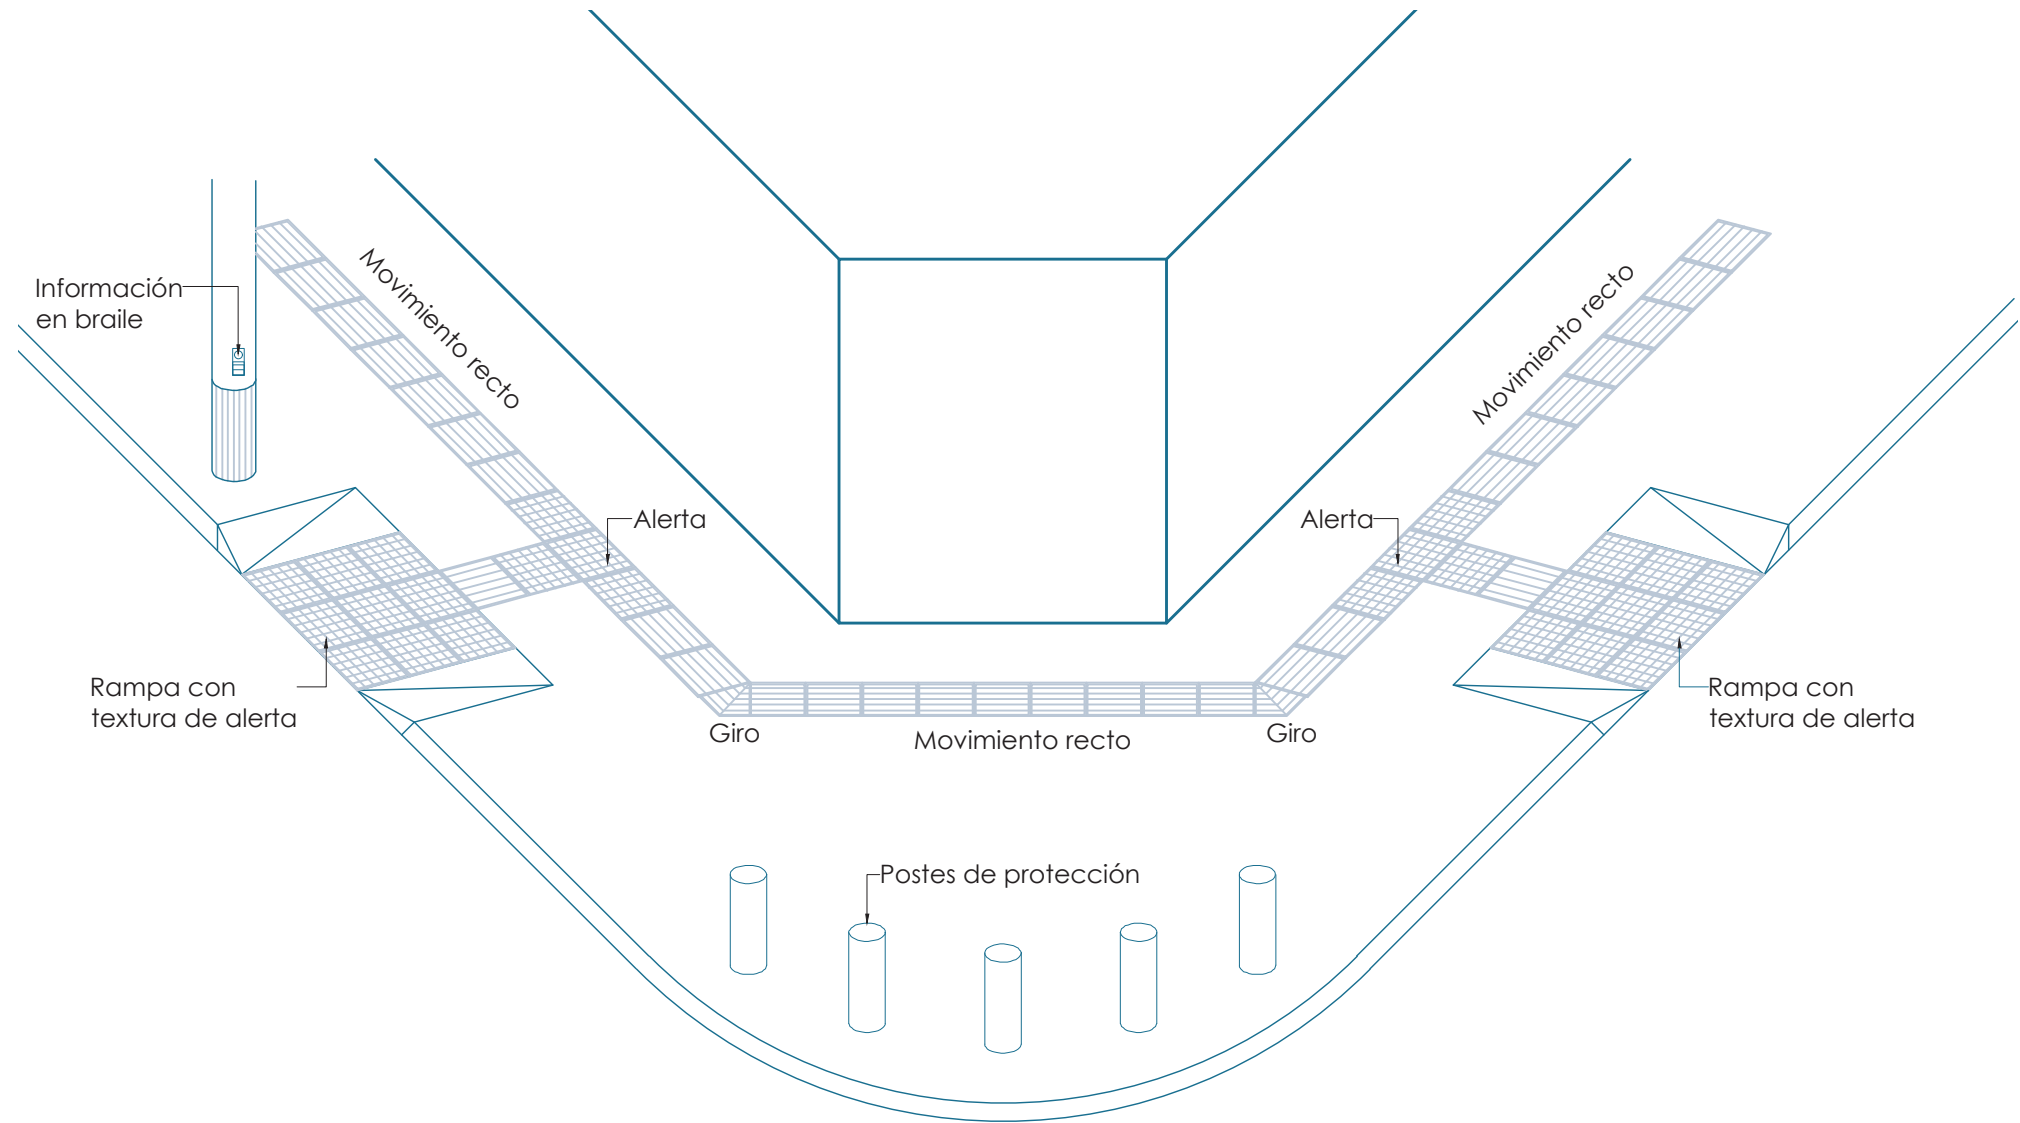 Movimiento recto
Movimiento recto
Información
en braile
Alerta
Alerta
Rampa con
textura de alerta
Rampa con
textura de alerta
Giro
Movimiento recto
Giro
Postes de protección